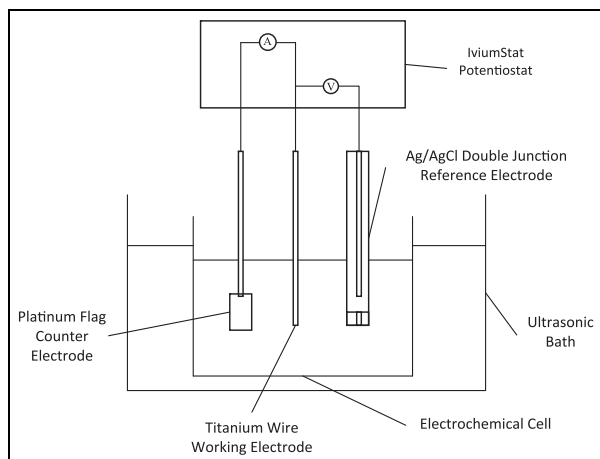 A
V
IviumStat
Potentiostat
Ag/AgCl Double Junction
Reference Electrode
Platinum Flag
Counter
Electrode
Ultrasonic
Bath
Titanium Wire
Working Electrode
Electrochemical Cell